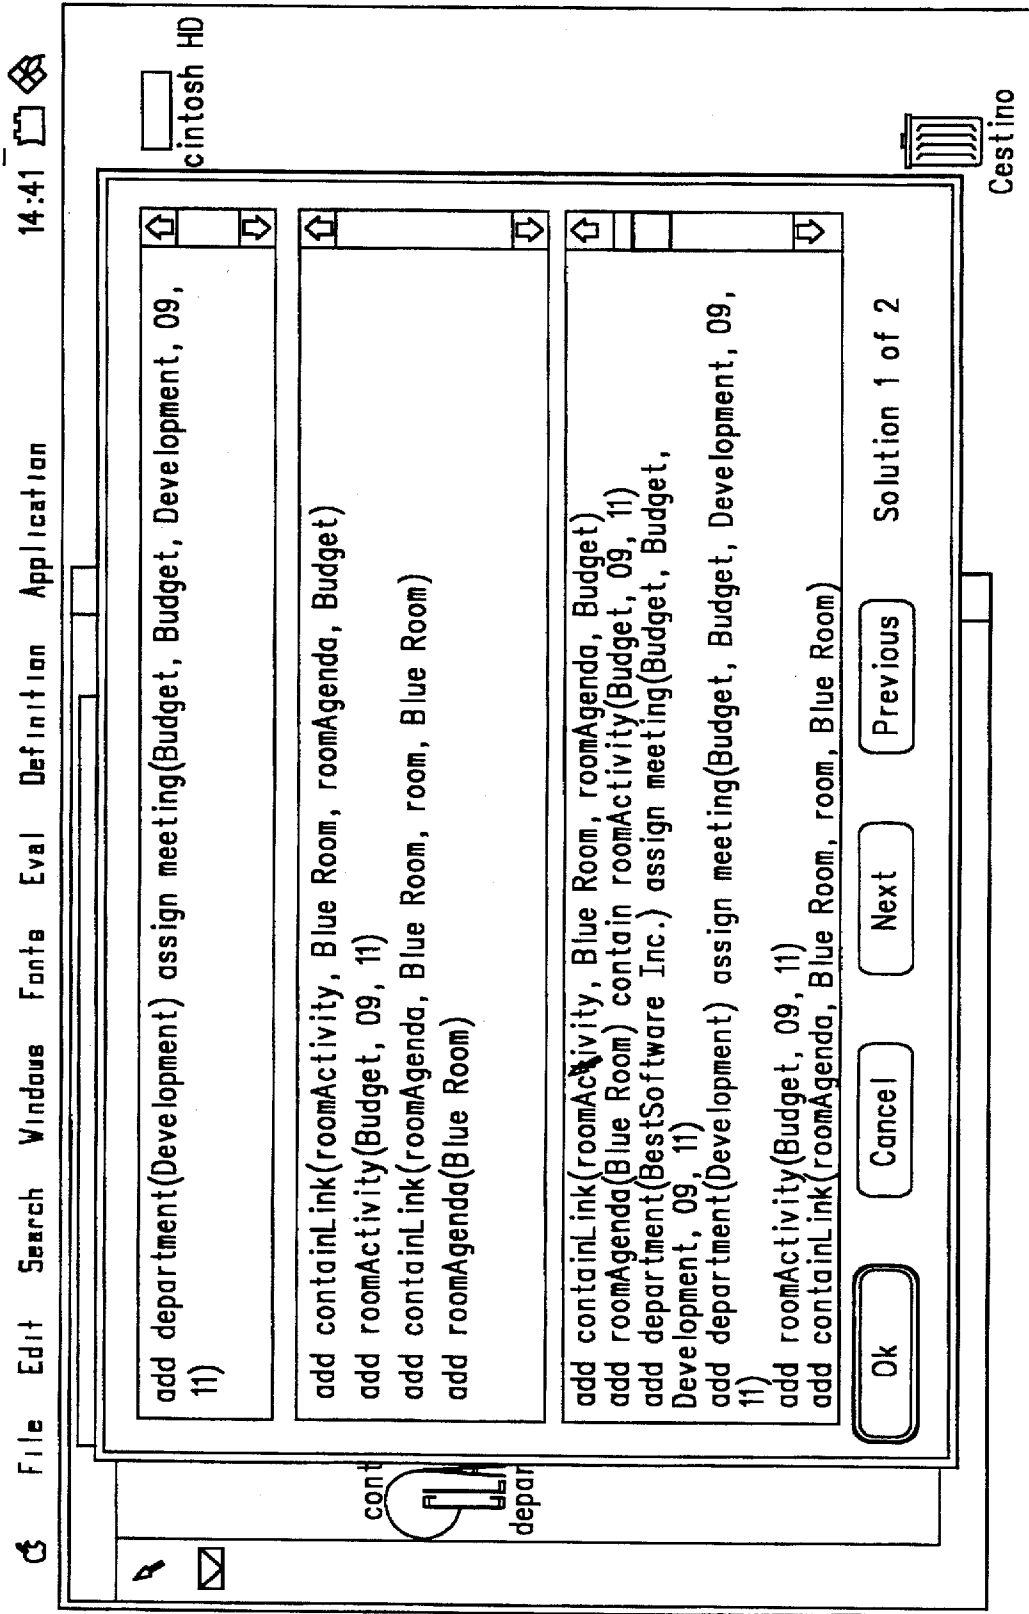 File Edit Search Windows Fonts Eval Definition Application 14:41
cintosh HD
add department(Development) assign meeting(Budget, Budget, Development, 09,
11)
add containLink(roomActivity, Blue Room, roomAgenda, Budget)
add roomActivity(Budget, 09, 11)
add containLink(roomAgenda, Blue Room, room, Blue Room)
add roomAgenda(Blue Room)
cont
depar
add containLink(roomActivity, Blue Room, roomAgenda, Budget)
add roomAgenda(Blue Room) contain roomActivity(Budget, 09, 11)
add department(BestSoftware Inc.) assign meeting(Budget, Budget,
Development, 09, 11)
add department(Development) assign meeting(Budget, Budget, Development, 09,
11)
add roomActivity(Budget, 09, 11)
add containLink(roomAgenda, Blue Room, room, Blue Room)
Ok Cancel Next Previous Solution 1 of 2
Cestino